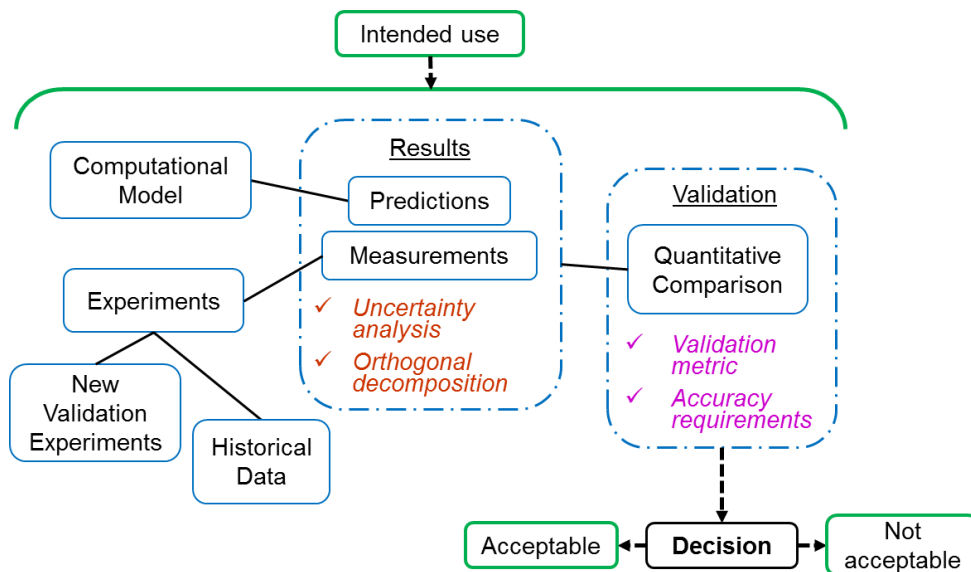 Intended use
Computational
Model
Results
Predictions
Measurements
✓ Uncertainty
analysis
✓ Orthogonal
decomposition
Validation
Quantitative
Comparison
✓ Validation
metric
✓ Accuracy
requirements
Experiments
New
Validation
Experiments
Historical
Data
Acceptable
Decision
Not
acceptable